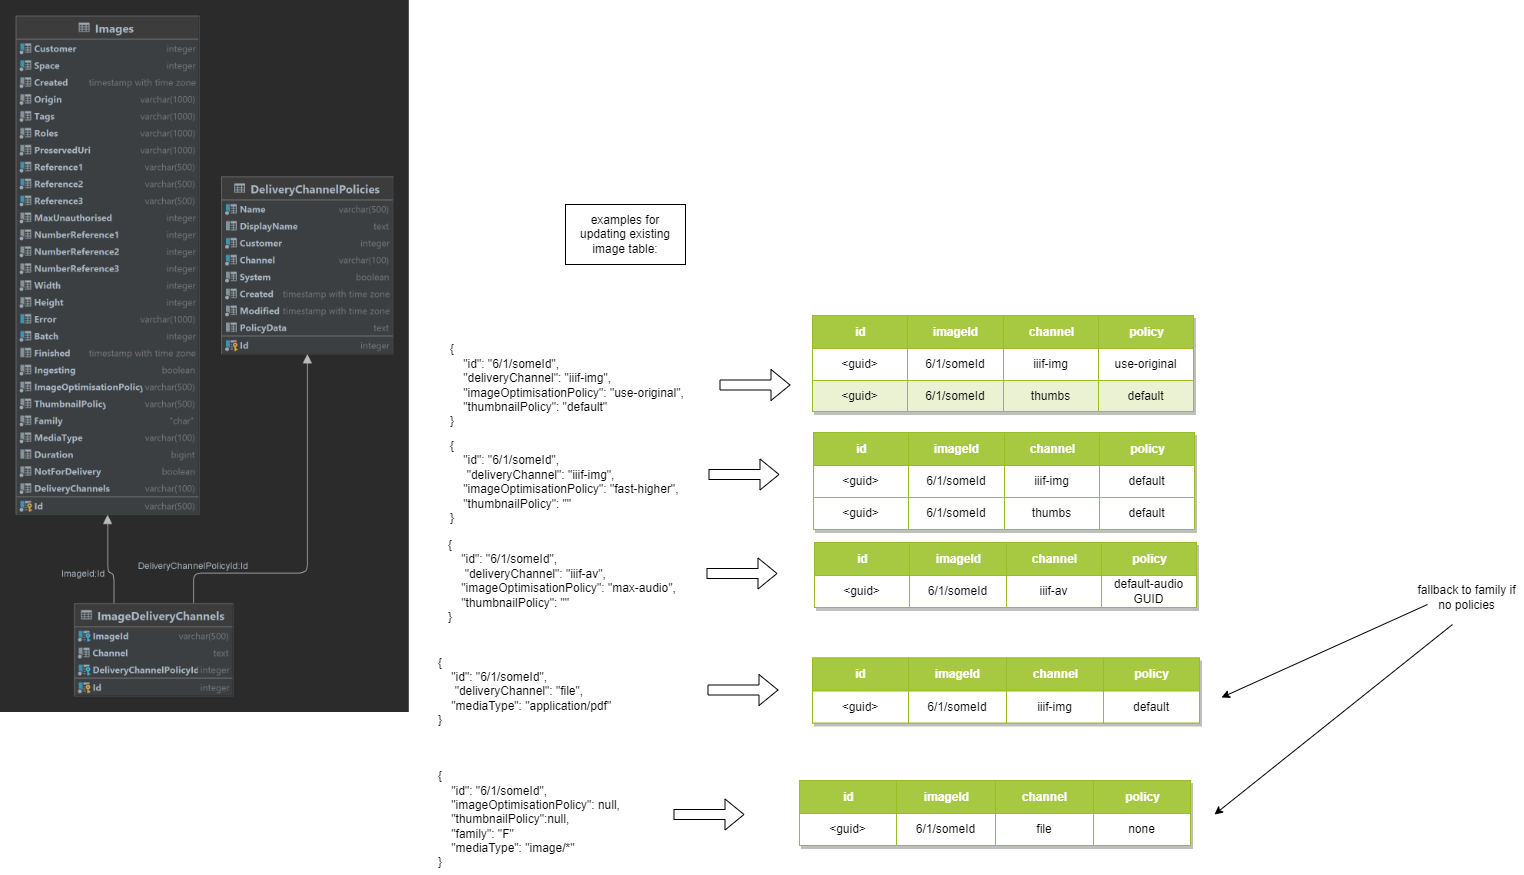 Images
Customer integer
Space integer
Created timestamp with time zone
Origin varchar(1000)
Tags varchar(1000)
Roles varchar(1000)
PreservedUri varchar(1000)
Reference1 varchar(500)
Reference2 varchar(500)
Reference3 varchar(500)
MaxUnauthorised integer
NumberReference1 integer
NumberReference2 integer
NumberReference3 integer
Width integer
Height integer
Error varchar(1000)
Batch integer
Finished timestamp with time zone
Ingesting boolean
ImageOptimisationPolicy varchar(500)
ThumbnailPolicy varchar(500)
Family "char"
MediaType varchar(100)
Duration bigint
NotForDelivery boolean
DeliveryChannels varchar(100)
Id varchar(500)
DeliveryChannelPolicies
Name varchar(500)
DisplayName text
Customer integer
Channel varchar(100)
System boolean
Created timestamp with time zone
Modified timestamp with time zone
PolicyData text
Id integer
ImageId:Id
DeliveryChannelPolicyId:Id
ImageDeliveryChannels
ImageId varchar(500)
Channel text
DeliveryChannelPolicyId integer
Id integer
examples for
updating existing
image table:
{
"id": "6/1/someId",
"deliveryChannel": "iiif-img",
"imageOptimisationPolicy": "use-original",
"thumbnailPolicy": "default"
}
id imageId channel policy
<guid> 6/1/someId iiif-img use-original
<guid> 6/1/someId thumbs default
{
"id": "6/1/someId",
"deliveryChannel": "iiif-img",
"imageOptimisationPolicy": "fast-higher",
"thumbnailPolicy": ""
}
id imageId channel policy
<guid> 6/1/someId iiif-img default
<guid> 6/1/someId thumbs default
{
"id": "6/1/someId",
"deliveryChannel": "iiif-av",
"imageOptimisationPolicy": "max-audio",
"thumbnailPolicy": ""
}
id imageId channel policy
<guid> 6/1/someId iiif-av default-audio
GUID
fallback to family if
no policies
{
"id": "6/1/someId",
"deliveryChannel": "file",
"mediaType": "application/pdf"
}
id imageId channel policy
<guid> 6/1/someId iiif-img default
{
"id": "6/1/someId",
"imageOptimisationPolicy": null,
"thumbnailPolicy":null,
"family": "F"
"mediaType": "image/*"
}
id imageId channel policy
<guid> 6/1/someId file none